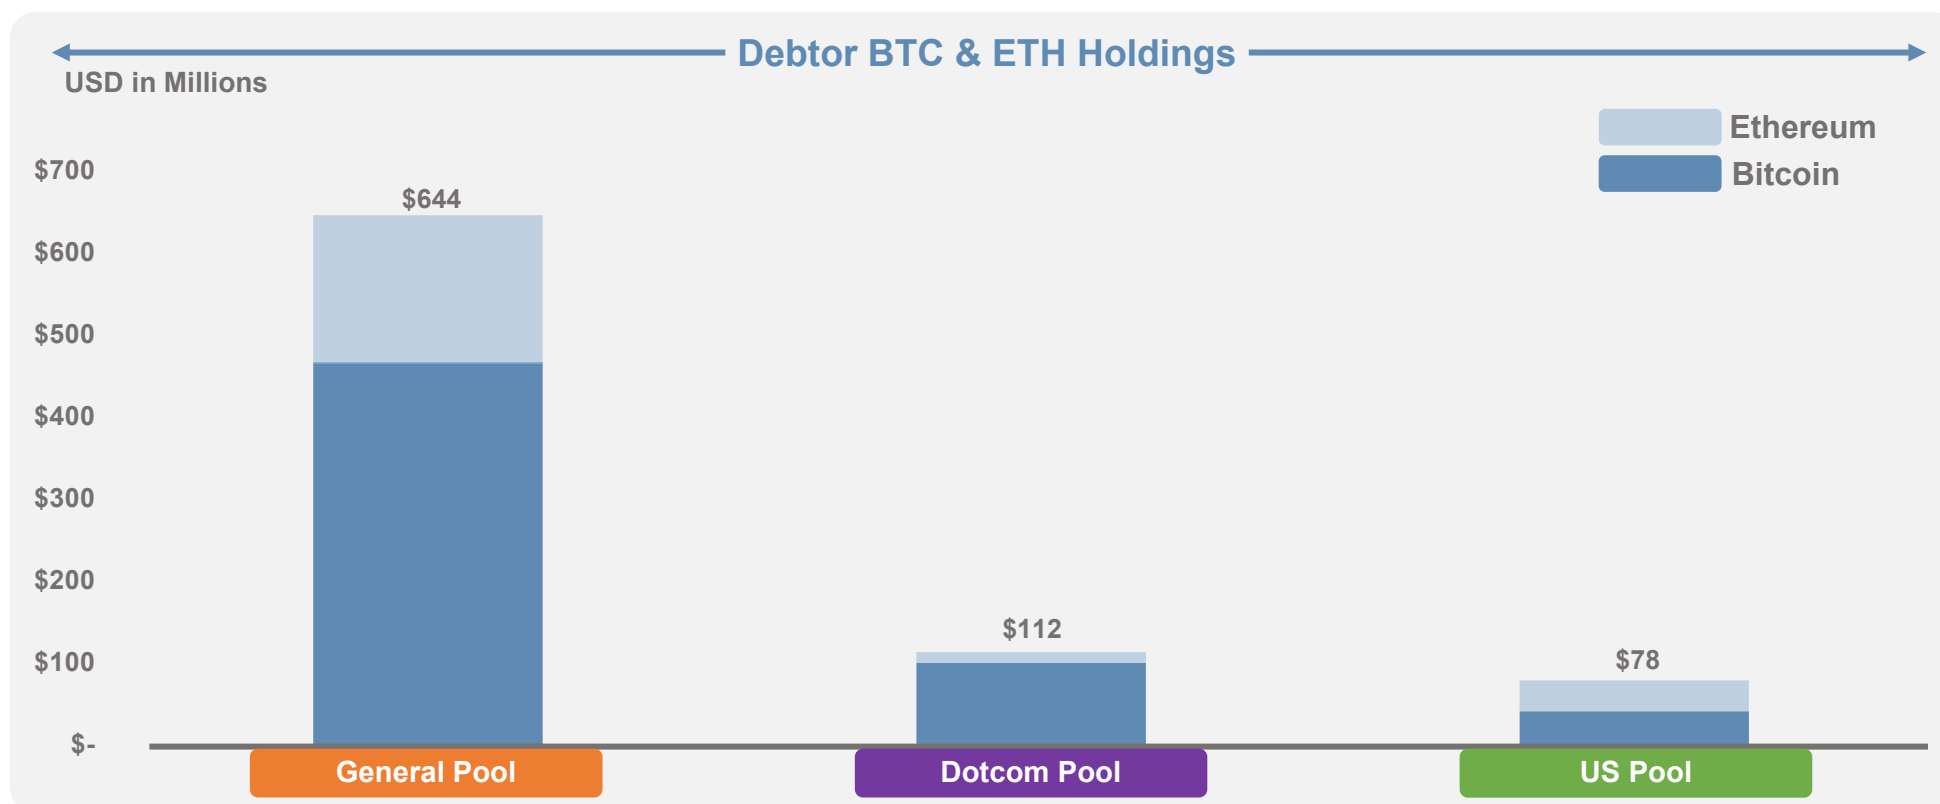 Debtor BTC & ETH Holdings
USD in Millions
Ethereum
Bitcoin
$700
$644
$600
$500
$400
$300
$200
$112
$100
$78
$-
General Pool
Dotcom Pool
US Pool